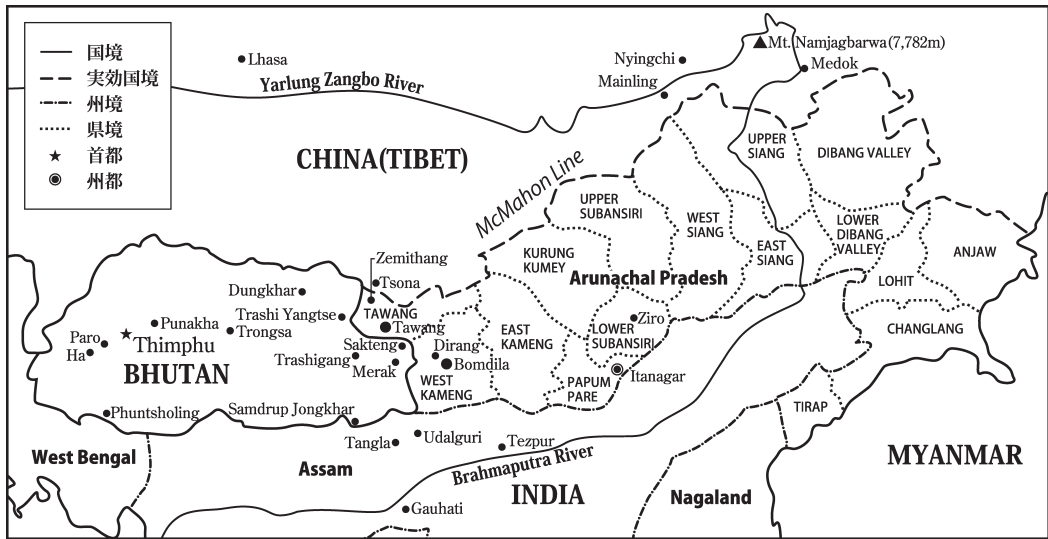 国境
実効国境
州境
県境
首都
州都
Lhasa
Yarlung Zangbo River
Nyingchi
Mainling
Mt. Namjagbarwa(7,782m)
Medok
CHINA(TIBET)
McMahon Line
UPPER
SIANG
DIBANG VALLEY
UPPER
SUBANSIRI
WEST
SIANG
LOWER
DIBANG
VALLEY
EAST
SIANG
ANJAW
KURUNG
KUMEY
Arunachal Pradesh
LOHIT
CHANGLANG
Zemithang
Tsona
Dungkhar
TAWANG
Tawang
Trashi Yangtse
Punakha
Trongsa
Paro
Ha
Thimphu
BHUTAN
Sakteng
Trashigang
Merak
Dirang
Bomdila
EAST
KAMENG
LOWER
SUBANSIRI
Ziro
WEST
KAMENG
PAPUM
PARE
Itanagar
TIRAP
Phuntsholing
Samdrup Jongkhar
Tangla
Udalguri
Tezpur
West Bengal
Assam
Brahmaputra River
INDIA
Nagaland
MYANMAR
Gauhati